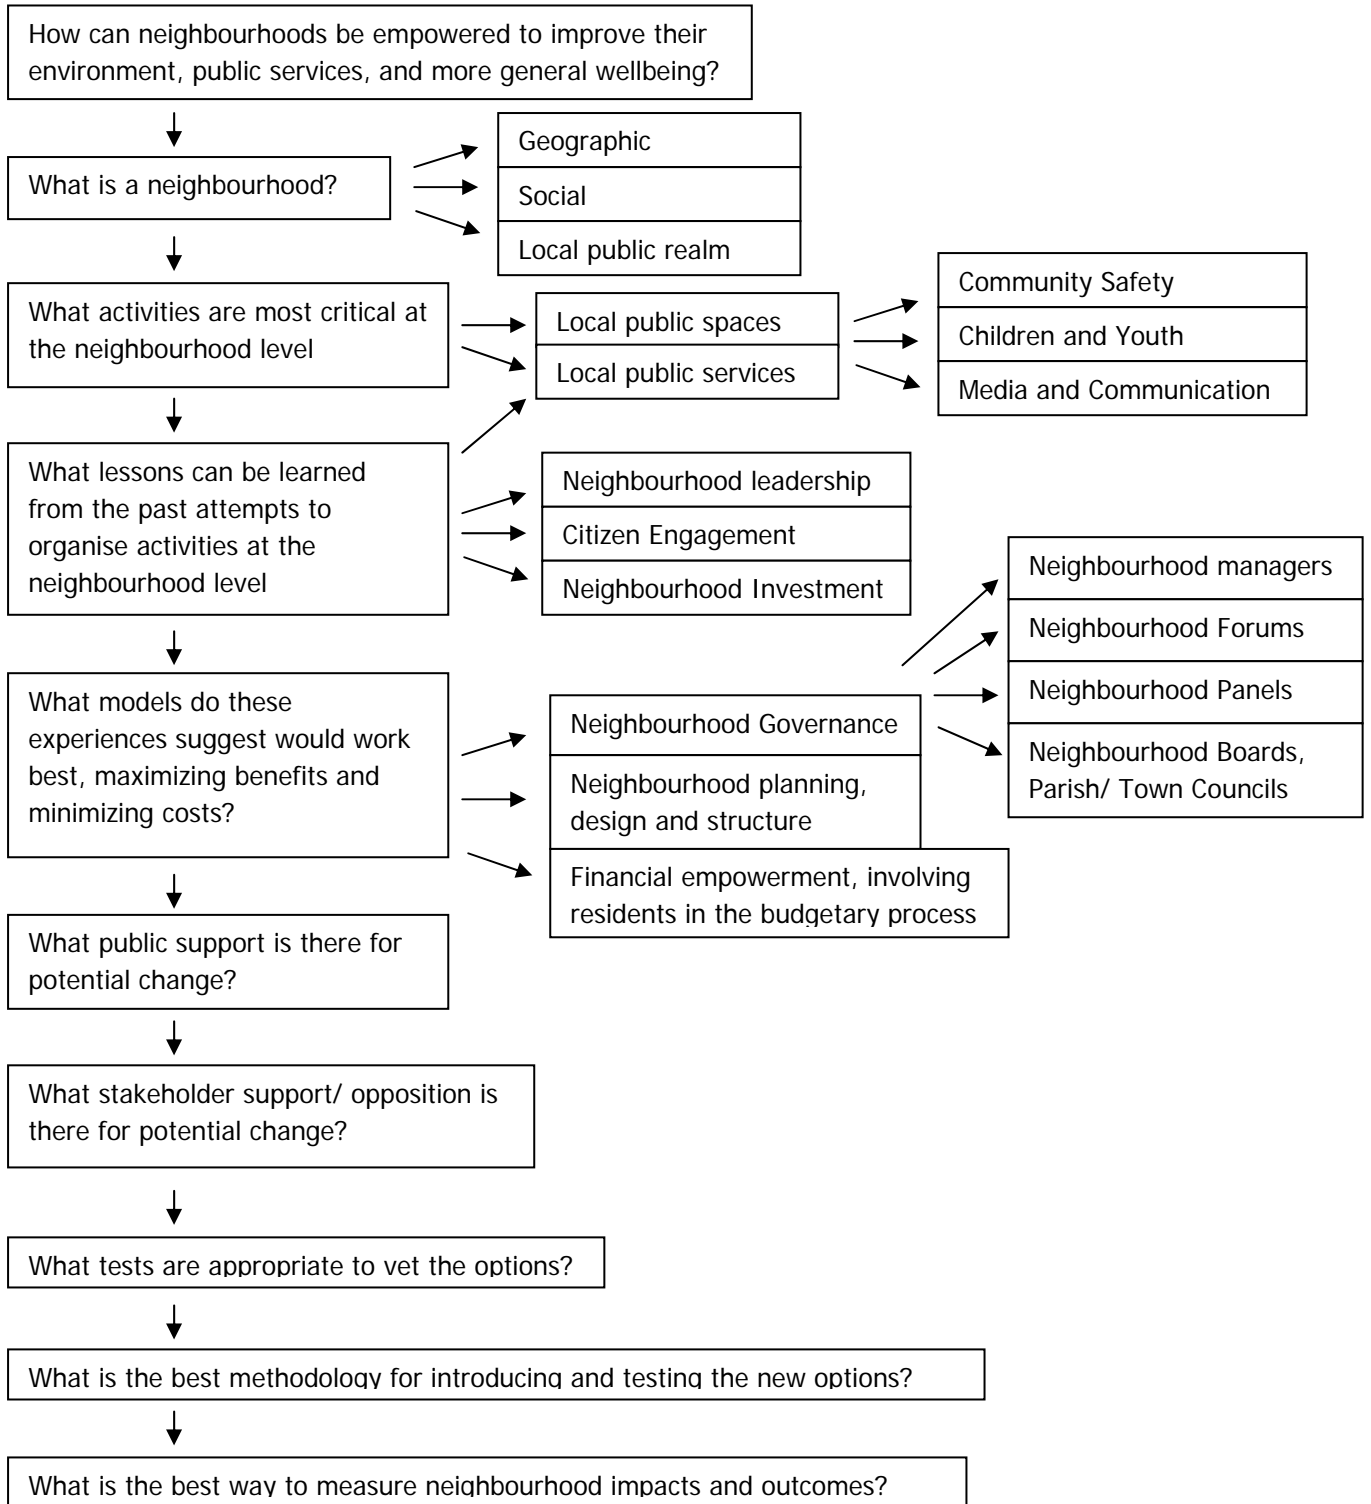 How can neighbourhoods be empowered to improve their
environment, public services, and more general wellbeing?
What is a neighbourhood?
Geographic
Social
Local public realm
What activities are most critical at
the neighbourhood level
Local public spaces
Local public services
Community Safety
Children and Youth
Media and Communication
What lessons can be learned
from the past attempts to
organise activities at the
neighbourhood level
Neighbourhood leadership
Citizen Engagement
Neighbourhood Investment
What models do these
experiences suggest would work
best, maximizing benefits and
minimizing costs?
Neighbourhood Governance
Neighbourhood planning,
design and structure
Financial empowerment, involving
residents in the budgetary process
Neighbourhood managers
Neighbourhood Forums
Neighbourhood Panels
Neighbourhood Boards,
Parish/ Town Councils
What public support is there for
potential change?
What stakeholder support/ opposition is
there for potential change?
What tests are appropriate to vet the options?
What is the best methodology for introducing and testing the new options?
What is the best way to measure neighbourhood impacts and outcomes?